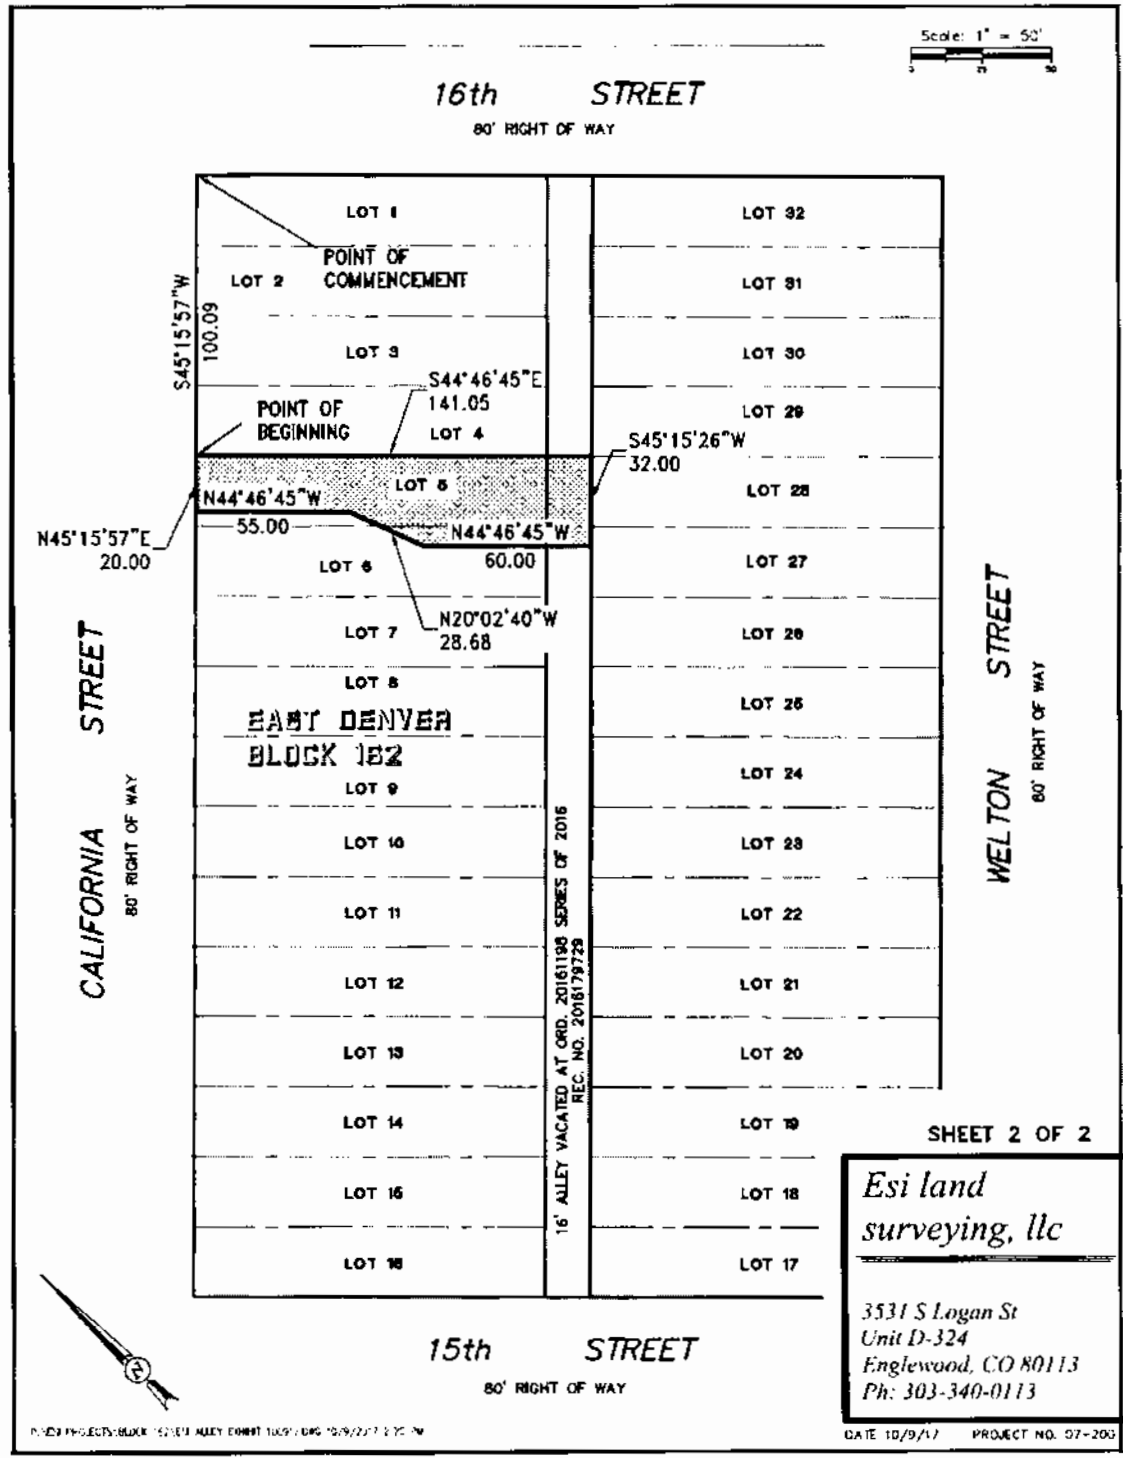 Scale: 1" = 50'
16th STREET
80' RIGHT OF WAY
LOT 1
LOT 32
POINT OF
COMMENCEMENT
LOT 2
LOT 31
S45°15'57"W
100.09
LOT 3
LOT 30
S44°46'45"E
141.05
POINT OF
BEGINNING
LOT 4
LOT 29
S45°15'26"W
32.00
LOT 5
LOT 28
N44°46'45"W
55.00
N44°46'45"W
60.00
N45°15'57"E
20.00
LOT 6
LOT 27
N20°02'40"W
28.68
LOT 7
LOT 26
LOT 8
LOT 25
EAST DENVER
BLOCK 162
LOT 9
LOT 24
LOT 10
LOT 23
LOT 11
LOT 22
LOT 12
LOT 21
LOT 13
LOT 20
LOT 14
LOT 19
LOT 15
LOT 18
LOT 16
LOT 17
CALIFORNIA STREET
80' RIGHT OF WAY
16' ALLEY VACATED AT ORD. 20161198 SERIES OF 2016
REC. NO. 2016179729
WELTON STREET
80' RIGHT OF WAY
15th STREET
80' RIGHT OF WAY
N
SHEET 2 OF 2
Esi land
surveying, llc
3531 S Logan St
Unit D-324
Englewood, CO 80113
Ph: 303-340-0113
DATE 10/9/17 PROJECT NO. 07-200